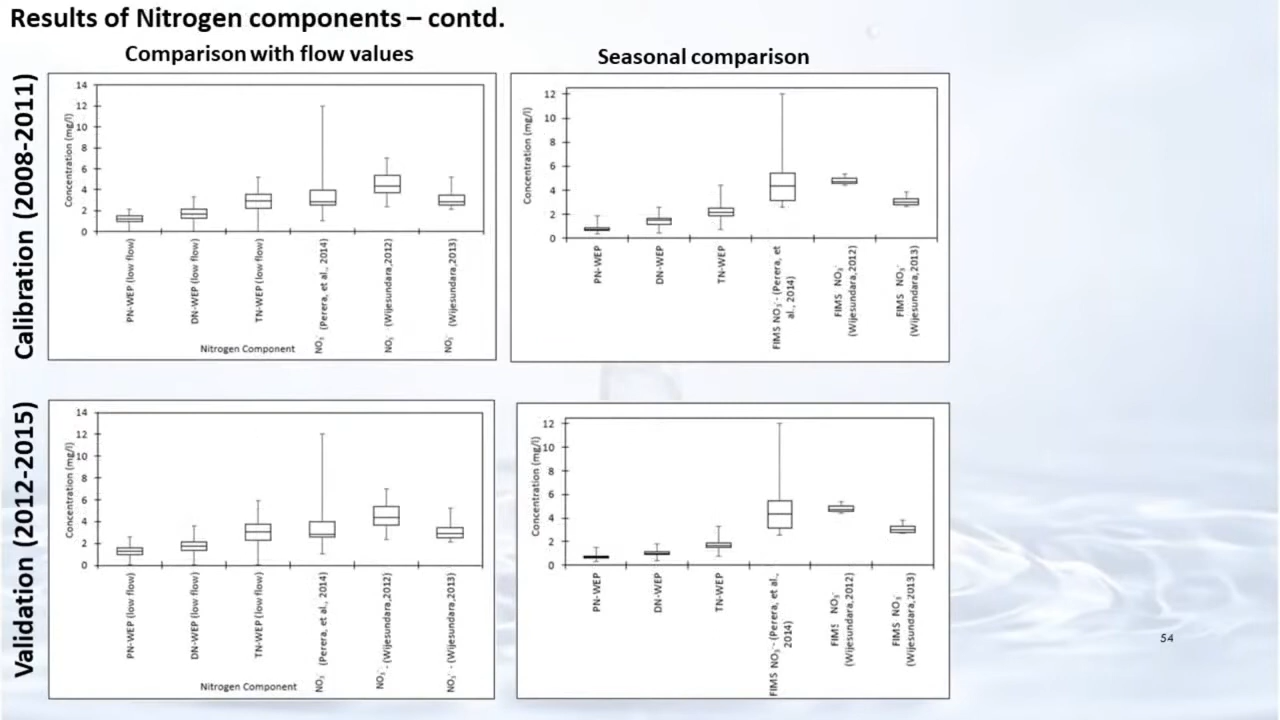 Results of Nitrogen components – contd.
Comparison with flow values
Seasonal comparison
Calibration (2008-2011)
Concentration (mg/l)
14
12
10
8
6
4
2
0
PN-WEP (low flow)
DN-WEP (low flow)
TN-WEP (low flow)
NO₃⁻ (Perera, et al., 2014)
NO₃⁻ (Wijesundara,2012)
NO₃⁻ (Wijesundara,2013)
Nitrogen Component
Concentration (mg/l)
12
10
8
6
4
2
0
PN-WEP
DN-WEP
TN-WEP
FIMS NO₃⁻- (Perera, et
al., 2014)
FIMS NO₃⁻
(Wijesundara,2012)
FIMS NO₃⁻
(Wijesundara,2013)
Validation (2012-2015)
Concentration (mg/l)
14
12
10
8
6
4
2
0
PN-WEP (low flow)
DN-WEP (low flow)
TN-WEP (low flow)
NO₃⁻ (Perera, et al., 2014)
NO₃⁻ - (Wijesundara,2012)
NO₃⁻ - (Wijesundara,2013)
Nitrogen Component
Concentration (mg/l)
12
10
8
6
4
2
0
PN-WEP
DN-WEP
TN-WEP
FIMS NO₃⁻- (Perera, et al.,
2014)
FIMS NO₃⁻
(Wijesundara,2012)
FIMS NO₃⁻
(Wijesundara,2013)
54